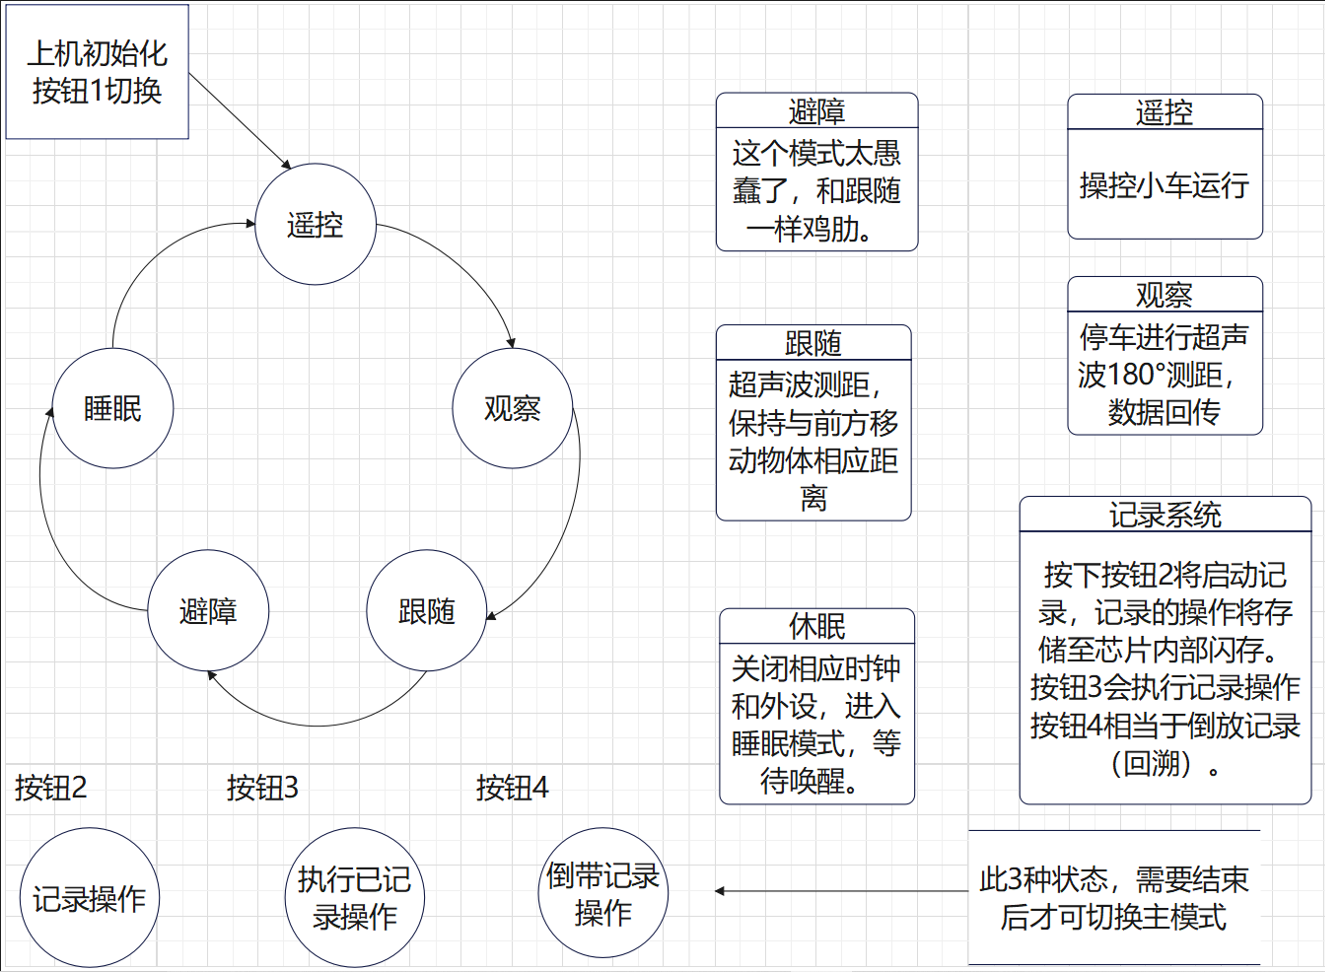 上机初始化
按钮1切换
遥控
观察
跟随
避障
睡眠
避障
这个模式太愚
蠢了，和跟随
一样鸡肋。
遥控
操控小车运行
观察
停车进行超声
波180°测距，
数据回传
跟随
超声波测距，
保持与前方移
动物体相应距
离
记录系统
按下按钮2将启动记
录，记录的操作将存
储至芯片内部闪存。
按钮3会执行记录操作
按钮4相当于倒放记录
（回溯）。
休眠
关闭相应时钟
和外设，进入
睡眠模式，等
待唤醒。
按钮2
按钮3
按钮4
记录操作
执行已记
录操作
倒带记录
操作
此3种状态，需要结束
后才可切换主模式